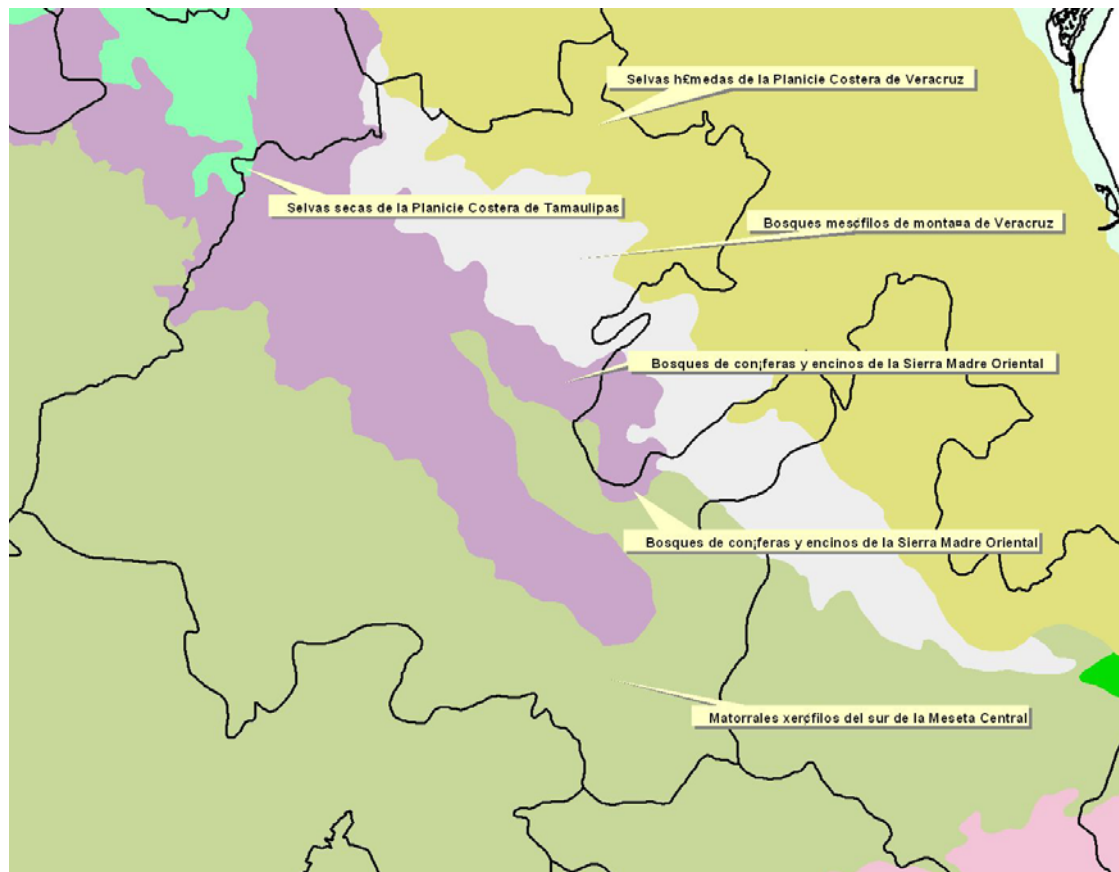 Selvas h£medas de la Planicie Costera de Veracruz
Selvas secas de la Planicie Costera de Tamaulipas
Bosques mes¢filos de monta¤a de Veracruz
Bosques de con¡feras y encinos de la Sierra Madre Oriental
Bosques de con¡feras y encinos de la Sierra Madre Oriental
Matorrales xer¢filos del sur de la Meseta Central